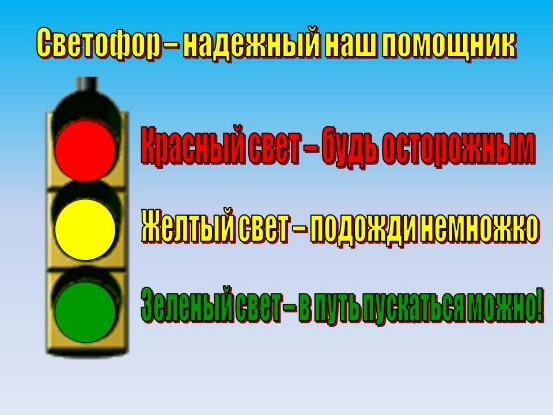 Светофор – надежный наш помощник
Красный свет – будь осторожным
Желтый свет – подожди немножко
Зеленый свет – в путь пускаться можно!